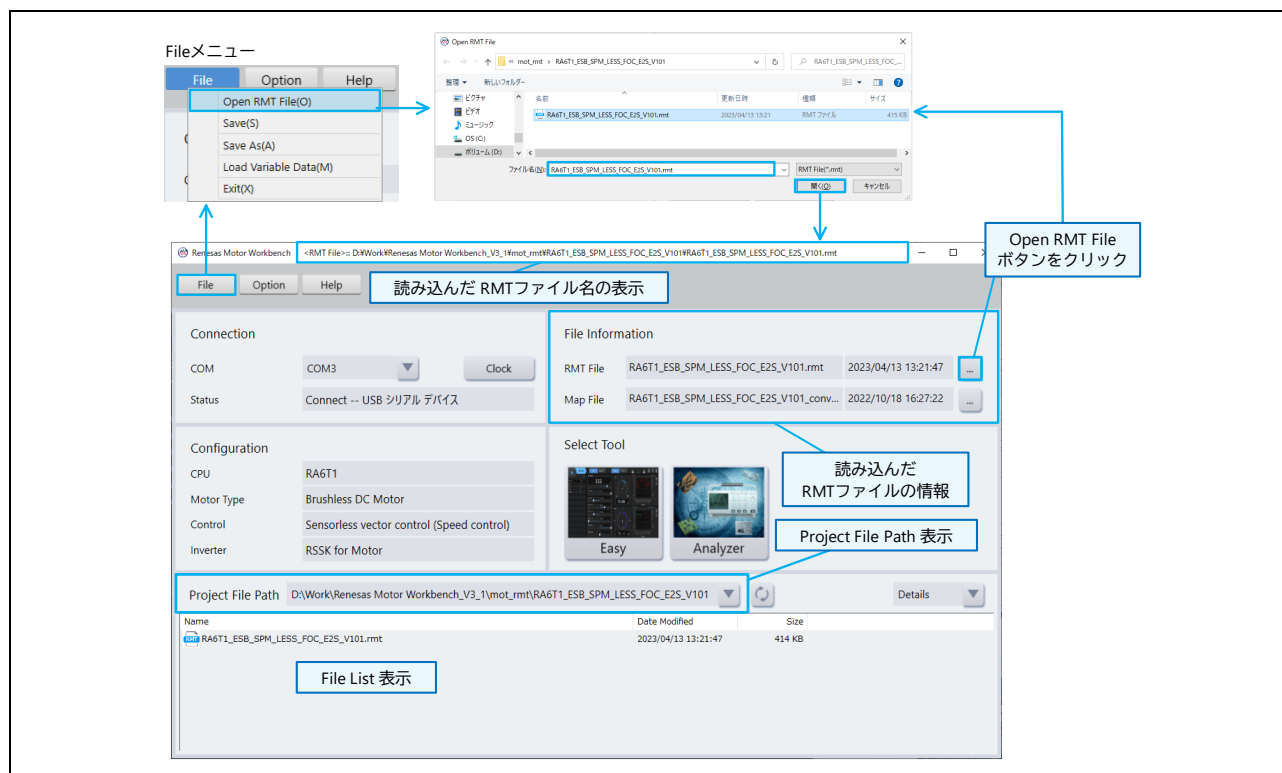 Fileメニュー
File Option Help
Open RMT File(O)
Save(S)
Save As(A)
Load Variable Data(M)
Exit(X)
Open RMT File
« mot_rmt › RA6T1_ESB_SPM_LESS_FOC_E2S_V101
RA6T1_ESB_SPM_LESS_FOC_...
整理 新しいフォルダー
ピクチャ
ビデオ
ミュージック
OS (C:)
ボリューム (D:)
名前 更新日時 種類 サイズ
RA6T1_ESB_SPM_LESS_FOC_E2S_V101.rmt 2023/04/13 13:21 RMT ファイル 415 KB
ファイル名(N): RA6T1_ESB_SPM_LESS_FOC_E2S_V101.rmt RMT File(*.rmt)
開く(O) キャンセル
Open RMT File
ボタンをクリック
Renesas Motor Workbench <RMT File>:: D:¥Work¥Renesas Motor Workbench_V3_1¥mot_rmt¥RA6T1_ESB_SPM_LESS_FOC_E2S_V101¥RA6T1_ESB_SPM_LESS_FOC_E2S_V101.rmt
File Option Help
読み込んだ RMTファイル名の表示
Connection
COM COM3 Clock
Status Connect -- USB シリアル デバイス
File Information
RMT File RA6T1_ESB_SPM_LESS_FOC_E2S_V101.rmt 2023/04/13 13:21:47 ...
Map File RA6T1_ESB_SPM_LESS_FOC_E2S_V101_conv... 2022/10/18 16:27:22 ...
Configuration
CPU RA6T1
Motor Type Brushless DC Motor
Control Sensorless vector control (Speed control)
Inverter RSSK for Motor
Select Tool
Easy Analyzer
読み込んだ
RMTファイルの情報
Project File Path 表示
Project File Path D:\Work\Renesas Motor Workbench_V3_1\mot_rmt\RA6T1_ESB_SPM_LESS_FOC_E2S_V101 Details
Name Date Modified Size
RA6T1_ESB_SPM_LESS_FOC_E2S_V101.rmt 2023/04/13 13:21:47 414 KB
File List 表示